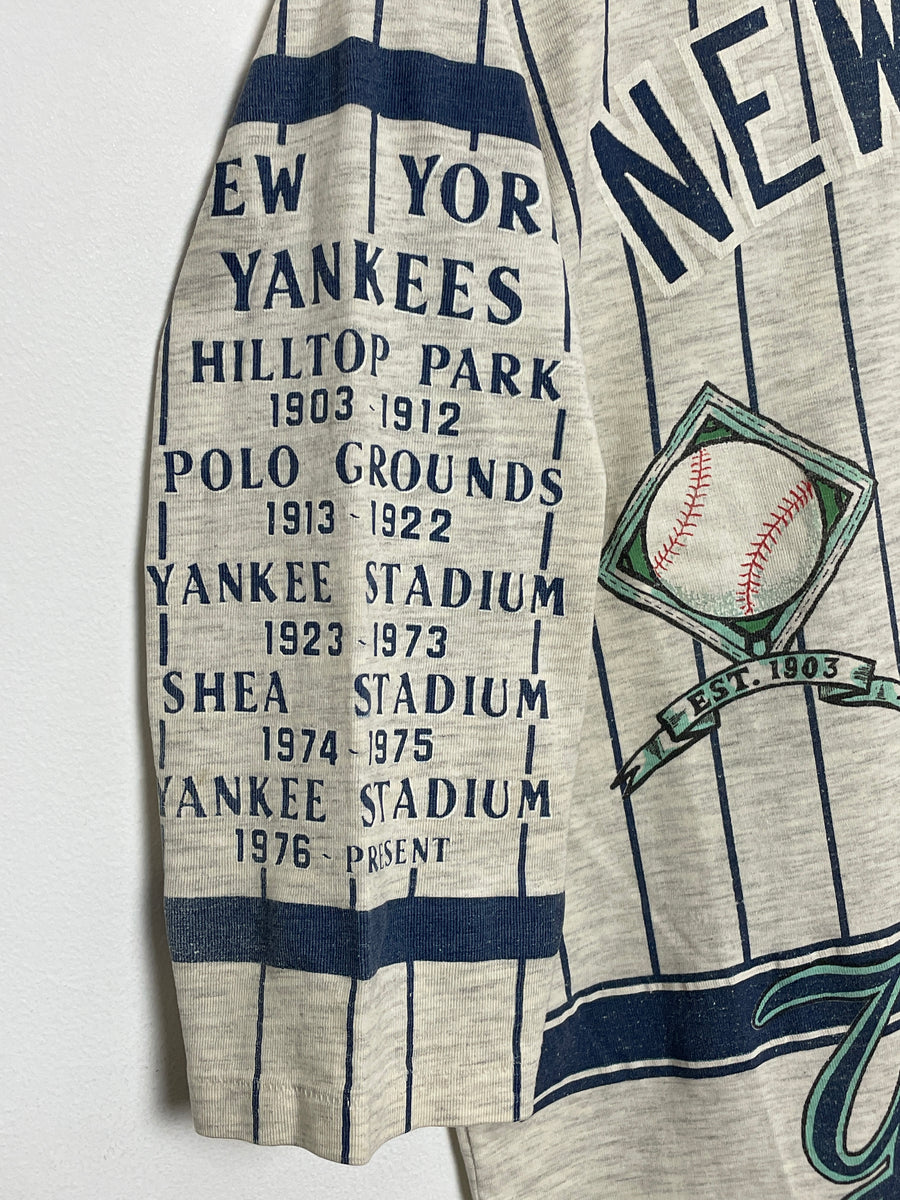 EW YOR
YANKEES
HILLTOP PARK
1903 - 1912
POLO GROUNDS
1913 - 1922
YANKEE STADIUM
1923 - 1973
SHEA STADIUM
1974 - 1975
YANKEE STADIUM
1976 - PRESENT
NEW
EST. 1903